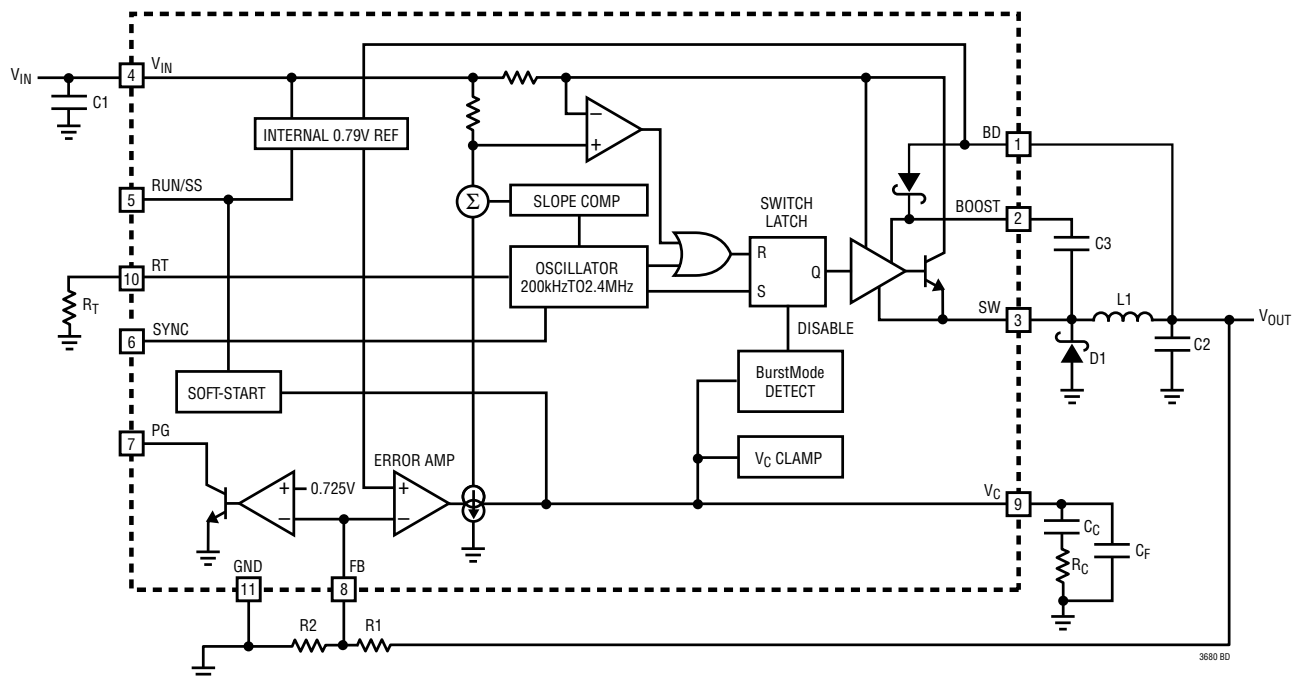 V_IN
4
V_IN
C1
INTERNAL 0.79V REF
5
RUN/SS
−
+
Σ
SLOPE COMP
SWITCH
LATCH
BD
1
BOOST
2
C3
10
RT
R_T
OSCILLATOR
200kHzTO2.4MHz
R
S
Q
SW
3
L1
V_OUT
D1
C2
6
SYNC
DISABLE
SOFT-START
BurstMode
DETECT
7
PG
ERROR AMP
V_C CLAMP
+
0.725V
−
+
−
V_C
9
C_C
C_F
R_C
GND
11
FB
8
R2
R1
3680 BD